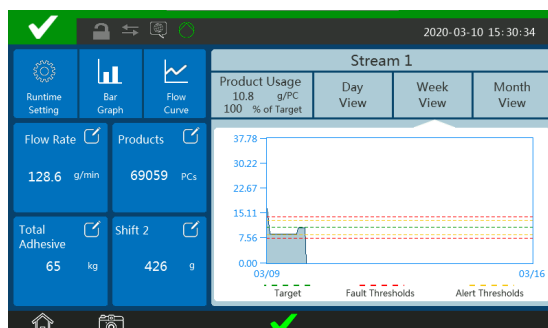 2020-03-10 15:30:34
Runtime
Setting
Bar
Graph
Flow
Curve
Flow Rate
128.6 g/min
Products
69059 PCs
Total
Adhesive
65 kg
Shift 2
426 g
Stream 1
Product Usage
10.8 g/PC
100 % of Target
Day
View
Week
View
Month
View
37.78
30.22
22.67
15.11
7.56
0.00
03/09 03/16
Target Fault Thresholds Alert Thresholds